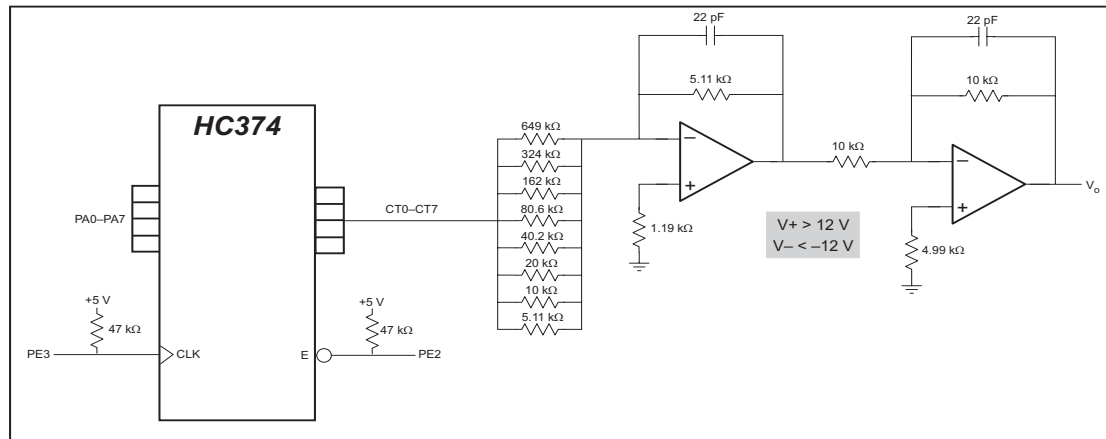 22 pF
22 pF
5.11 kΩ
10 kΩ
HC374
649 kΩ
324 kΩ
162 kΩ
80.6 kΩ
40.2 kΩ
20 kΩ
10 kΩ
5.11 kΩ
PA0–PA7
CT0–CT7
−
+
1.19 kΩ
10 kΩ
−
+
Vo
4.99 kΩ
V+ > 12 V
V– < –12 V
+5 V
47 kΩ
PE3
CLK
E
+5 V
47 kΩ
PE2